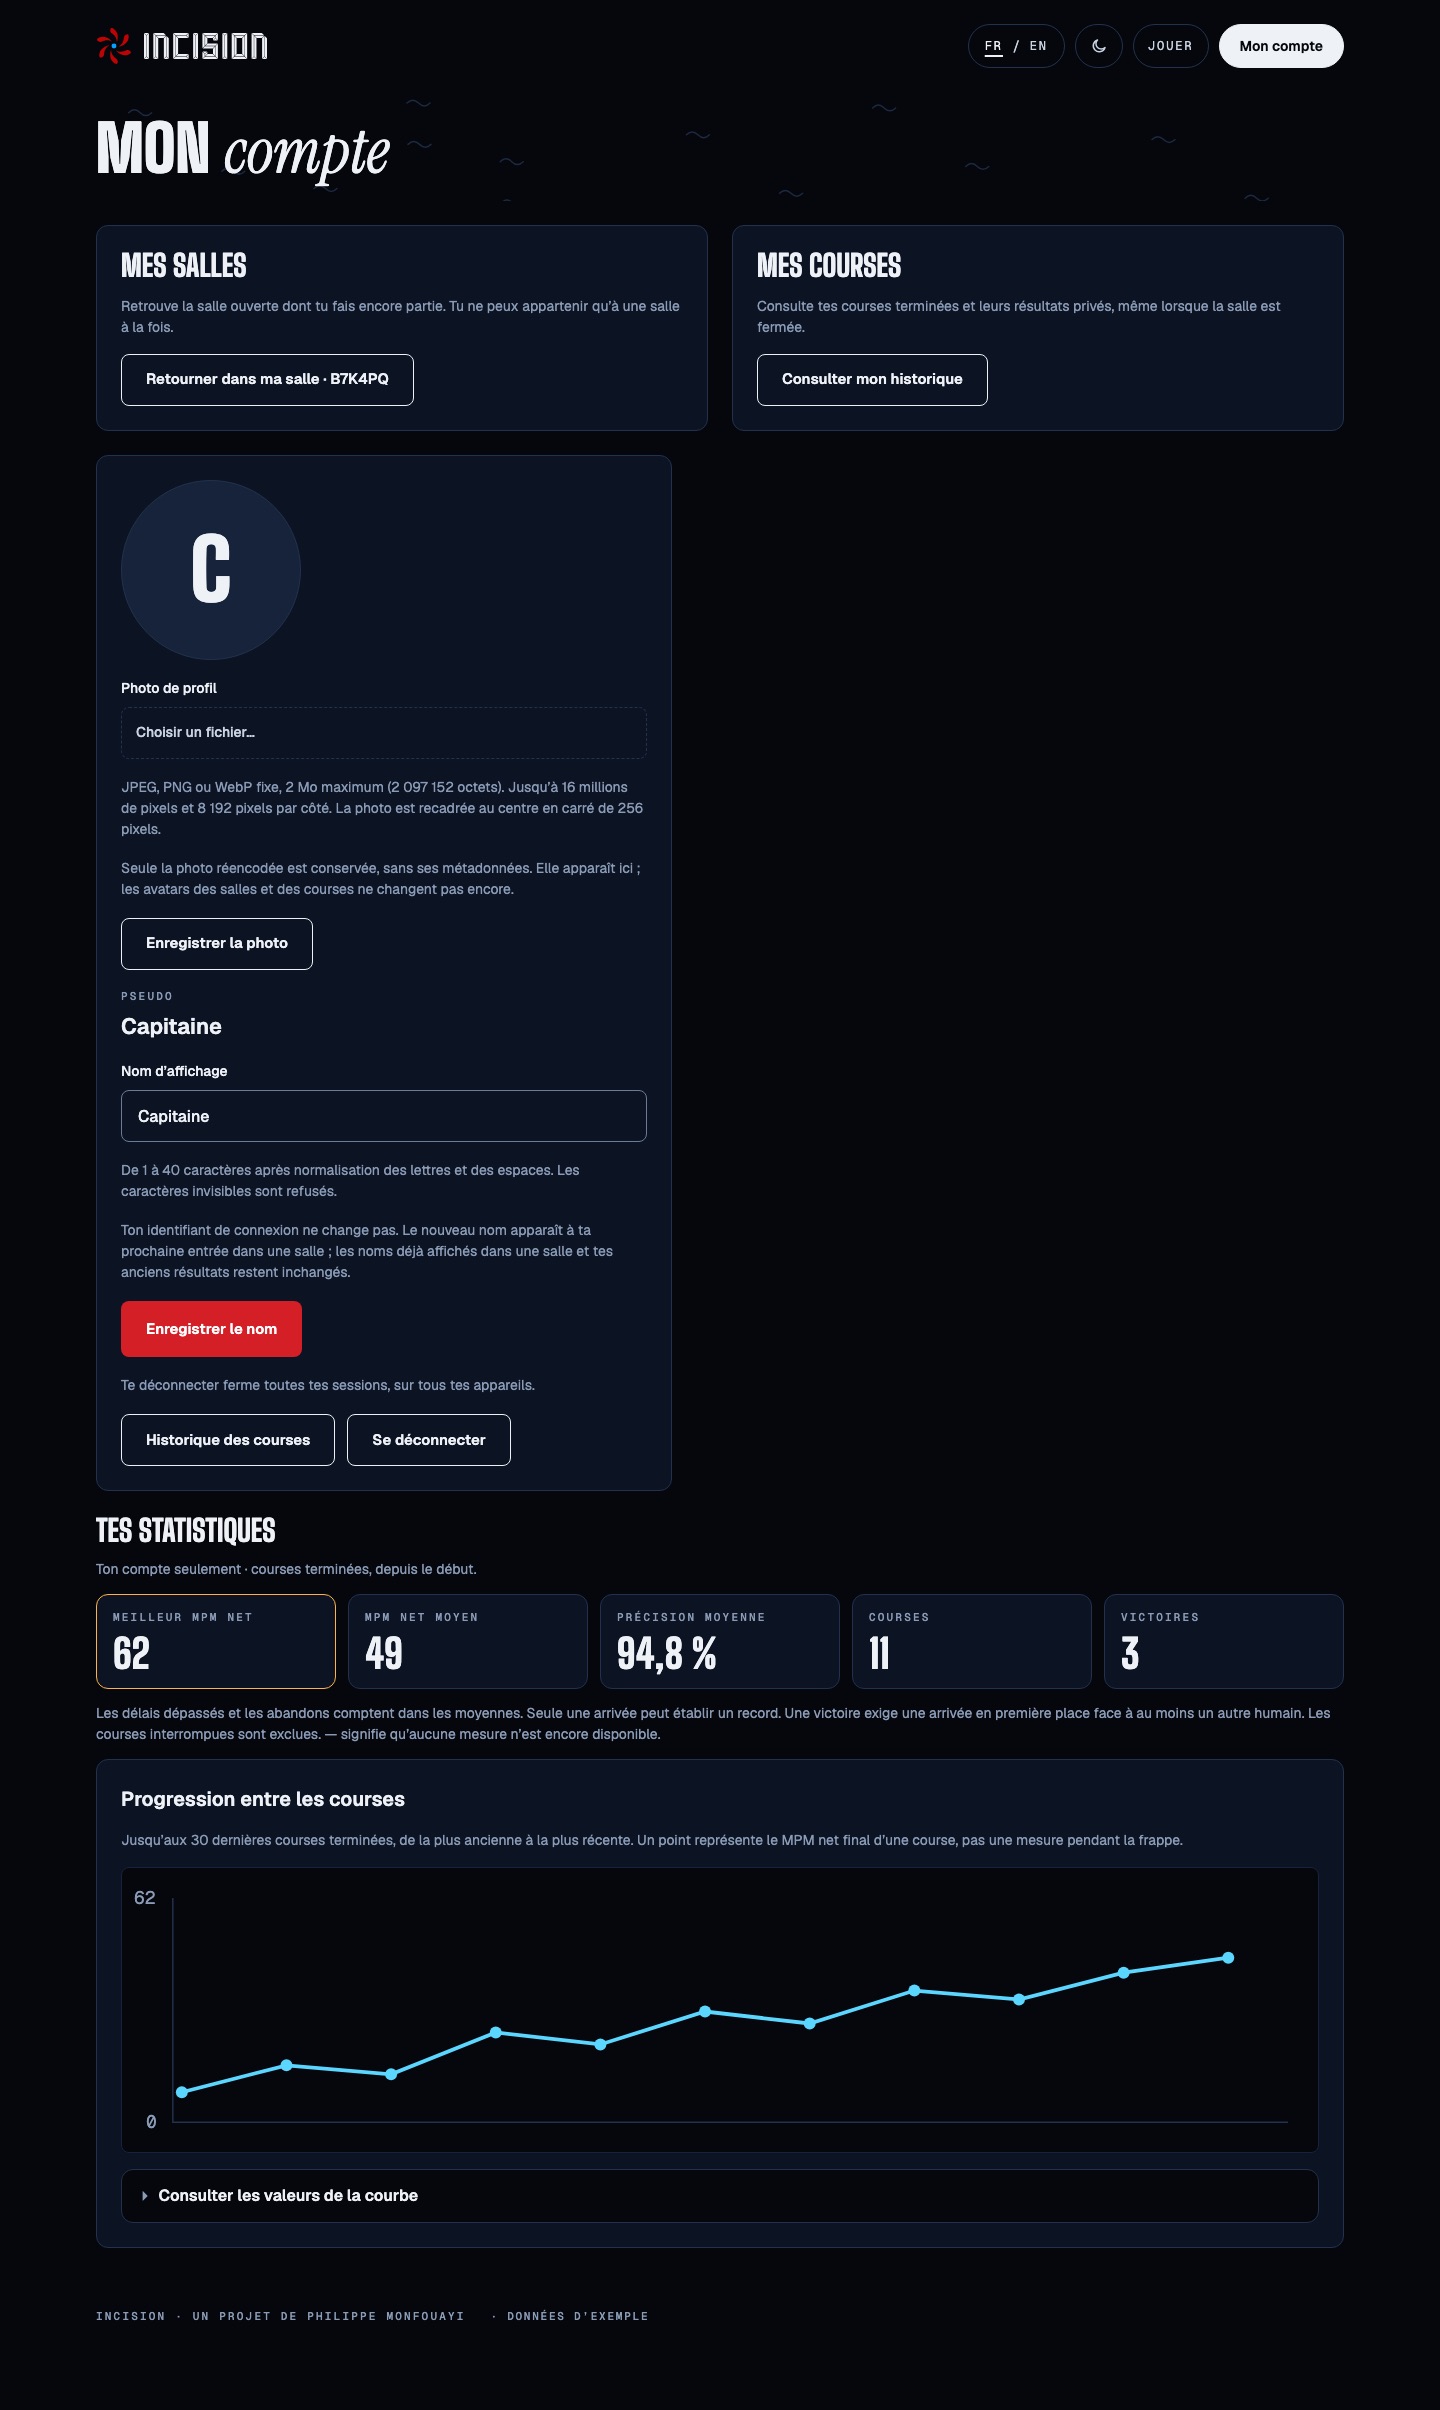 INCISION
FR / EN
JOUER
Mon compte
MON compte
MES SALLES
Retrouve la salle ouverte dont tu fais encore partie. Tu ne peux appartenir qu’à une salle
à la fois.
Retourner dans ma salle · B7K4PQ
MES COURSES
Consulte tes courses terminées et leurs résultats privés, même lorsque la salle est
fermée.
Consulter mon historique
C
Photo de profil
Choisir un fichier…
JPEG, PNG ou WebP fixe, 2 Mo maximum (2 097 152 octets). Jusqu’à 16 millions
de pixels et 8 192 pixels par côté. La photo est recadrée au centre en carré de 256
pixels.
Seule la photo réencodée est conservée, sans ses métadonnées. Elle apparaît ici ;
les avatars des salles et des courses ne changent pas encore.
Enregistrer la photo
PSEUDO
Capitaine
Nom d’affichage
Capitaine
De 1 à 40 caractères après normalisation des lettres et des espaces. Les
caractères invisibles sont refusés.
Ton identifiant de connexion ne change pas. Le nouveau nom apparaît à ta
prochaine entrée dans une salle ; les noms déjà affichés dans une salle et tes
anciens résultats restent inchangés.
Enregistrer le nom
Te déconnecter ferme toutes tes sessions, sur tous tes appareils.
Historique des courses
Se déconnecter
TES STATISTIQUES
Ton compte seulement · courses terminées, depuis le début.
MEILLEUR MPM NET
62
MPM NET MOYEN
49
PRÉCISION MOYENNE
94,8 %
COURSES
11
VICTOIRES
3
Les délais dépassés et les abandons comptent dans les moyennes. Seule une arrivée peut établir un record. Une victoire exige une arrivée en première place face à au moins un autre humain. Les
courses interrompues sont exclues. — signifie qu’aucune mesure n’est encore disponible.
Progression entre les courses
Jusqu’aux 30 dernières courses terminées, de la plus ancienne à la plus récente. Un point représente le MPM net final d’une course, pas une mesure pendant la frappe.
62
0
Consulter les valeurs de la courbe
INCISION · UN PROJET DE PHILIPPE MONFOUAYI · DONNÉES D'EXEMPLE